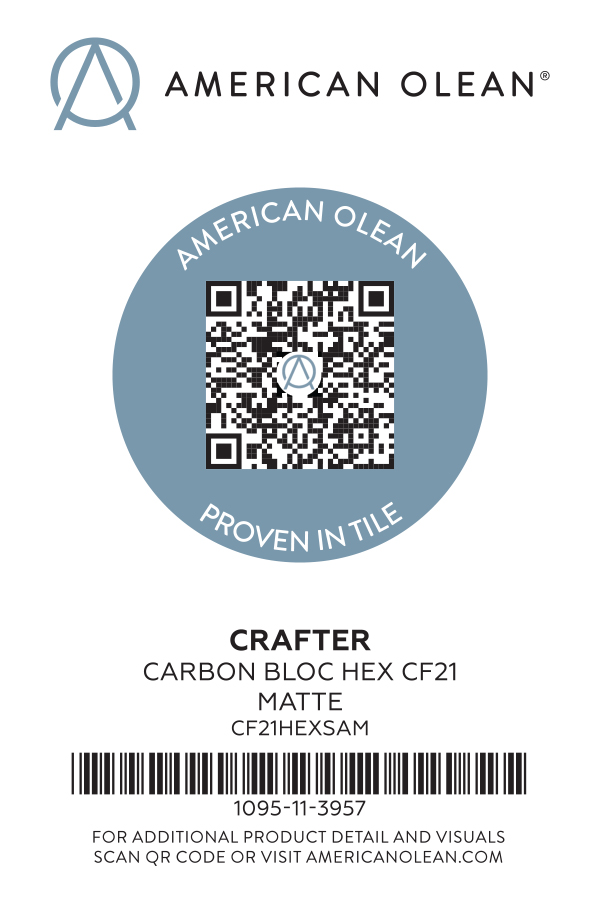 AMERICAN OLEAN®
AMERICAN OLEAN
PROVEN IN TILE
CRAFTER
CARBON BLOC HEX CF21
MATTE
CF21HEXSAM
1095-11-3957
FOR ADDITIONAL PRODUCT DETAIL AND VISUALS
SCAN QR CODE OR VISIT AMERICANOLEAN.COM